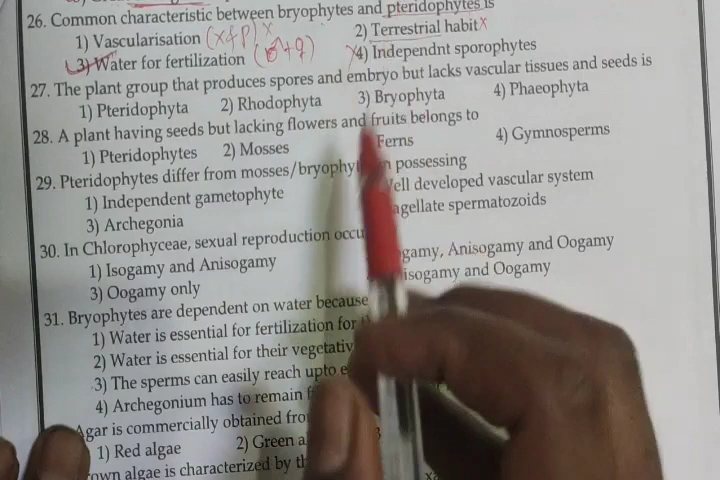 26. Common characteristic between bryophytes and pteridophytes is
1) Vascularisation (x+p) x 2) Terrestrial habit x
3) Water for fertilization (♂+♀) x 4) Independnt sporophytes
27. The plant group that produces spores and embryo but lacks vascular tissues and seeds is
1) Pteridophyta 2) Rhodophyta 3) Bryophyta 4) Phaeophyta
28. A plant having seeds but lacking flowers and fruits belongs to
1) Pteridophytes 2) Mosses Ferns 4) Gymnosperms
29. Pteridophytes differ from mosses/bryophy n possessing
1) Independent gametophyte ell developed vascular system
3) Archegonia agellate spermatozoids
30. In Chlorophyceae, sexual reproduction occu
1) Isogamy and Anisogamy gamy, Anisogamy and Oogamy
3) Oogamy only isogamy and Oogamy
31. Bryophytes are dependent on water because
1) Water is essential for fertilization for
2) Water is essential for their vegetativ
3) The sperms can easily reach upto e
4) Archegonium has to remain f
Agar is commercially obtained fro
1) Red algae 2) Green a
own algae is characterized by th